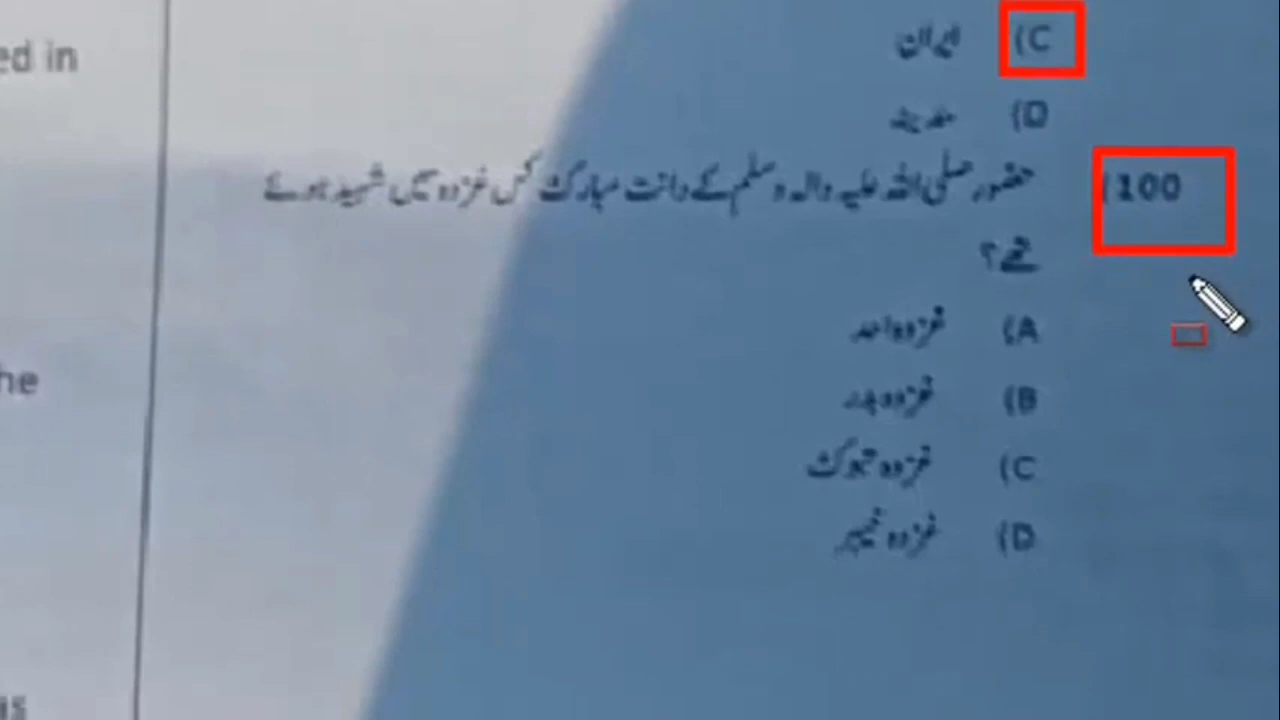 ed in
he
as
(C ایران
(D مدینہ
(100 حضور صلی اللہ علیہ والہ وسلم کے دانت مبارک کس غزوہ میں شہید ہوئے
تھے؟
(A غزوہ احد
(B غزوہ بدر
(C غزوہ تبوک
(D غزوہ خیبر